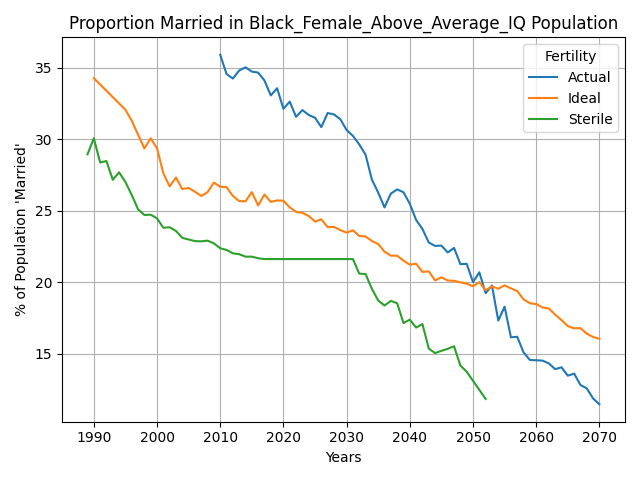 Proportion Married in Black_Female_Above_Average_IQ Population
% of Population 'Married'
35
30
25
20
15
Fertility
Actual
Ideal
Sterile
1990 2000 2010 2020 2030 2040 2050 2060 2070
Years